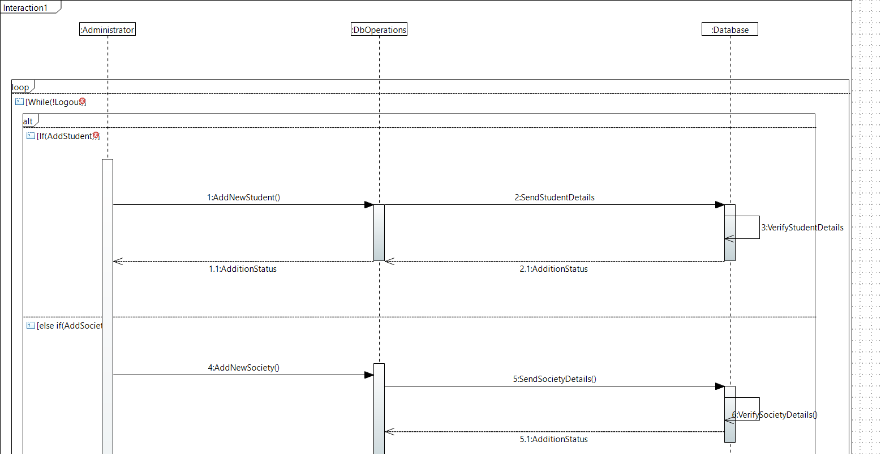 Interaction1
:Administrator
:DbOperations
:Database
loop
[While(!Logout)]
alt
[If(AddStudent)]
1:AddNewStudent()
2:SendStudentDetails
3:VerifyStudentDetails
1.1:AdditionStatus
2.1:AdditionStatus
[else if(AddSociet
4:AddNewSociety()
5:SendSocietyDetails()
6:VerifySocietyDetails()
5.1:AdditionStatus